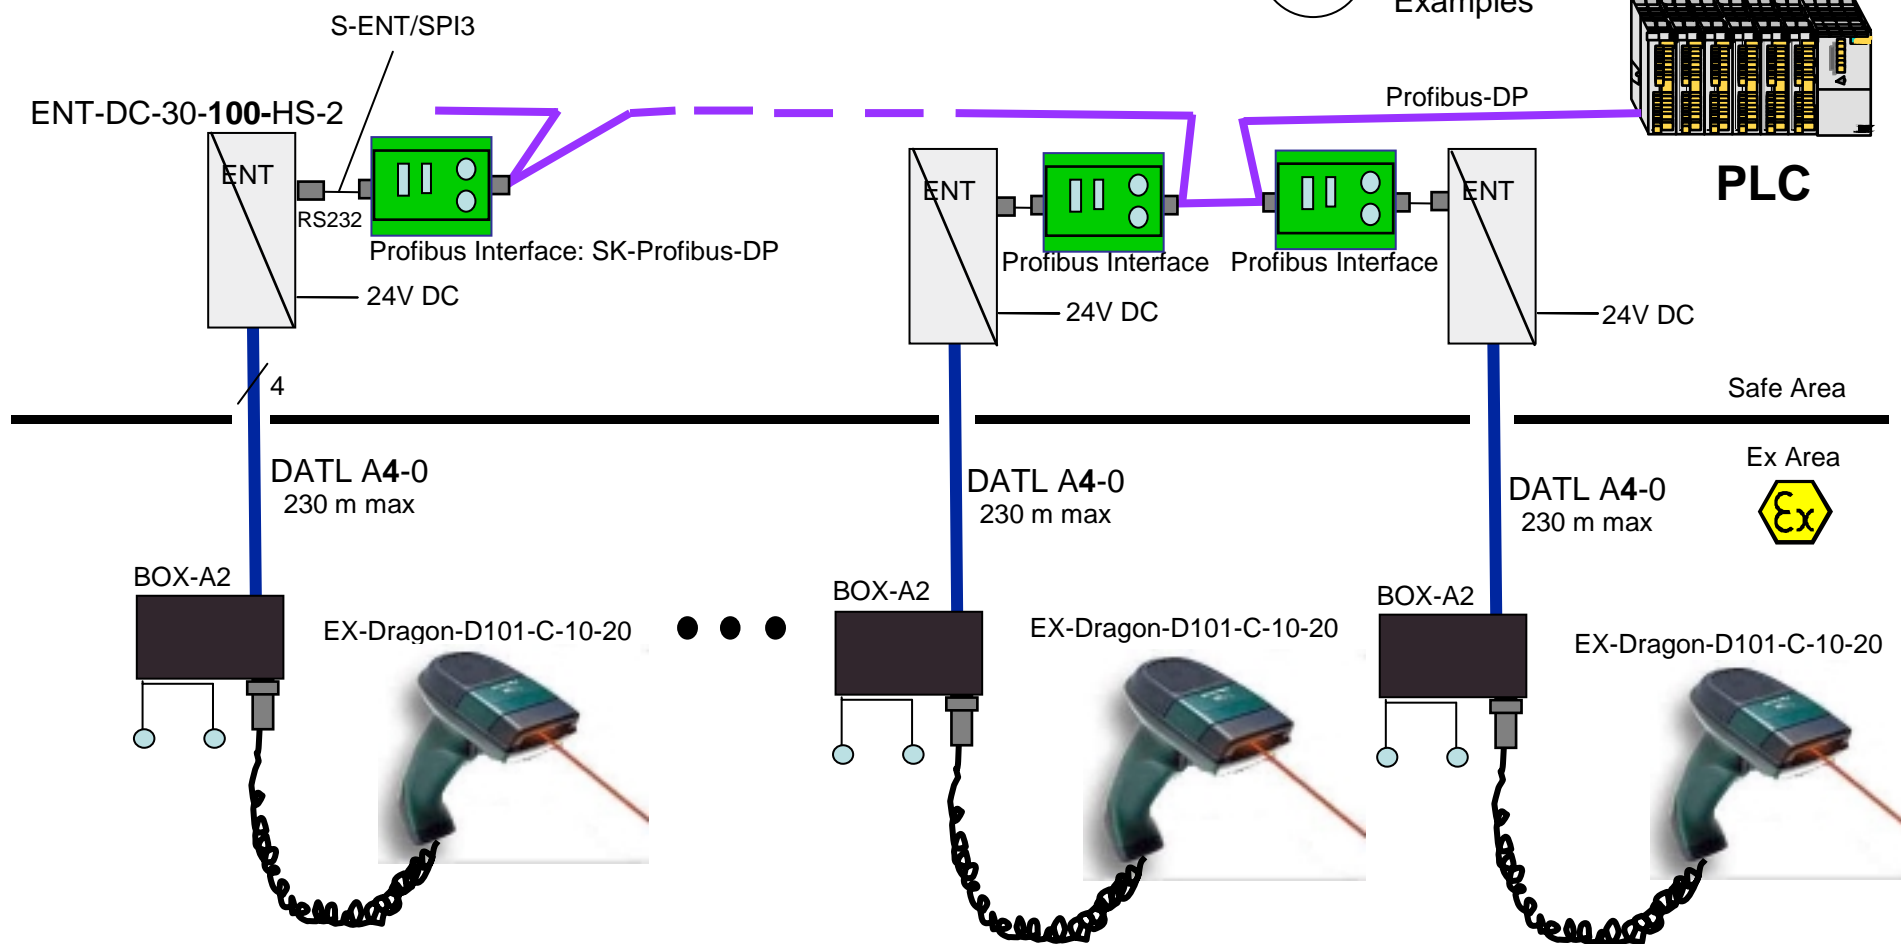 Examples
S-ENT/SPI3
ENT-DC-30-100-HS-2
Profibus-DP
PLC
ENT
RS232
Profibus Interface: SK-Profibus-DP
24V DC
ENT
Profibus Interface
24V DC
Profibus Interface
ENT
24V DC
4
Safe Area
Ex Area
Ex
DATL A4-0
230 m max
DATL A4-0
230 m max
DATL A4-0
230 m max
BOX-A2
EX-Dragon-D101-C-10-20
BOX-A2
EX-Dragon-D101-C-10-20
BOX-A2
EX-Dragon-D101-C-10-20